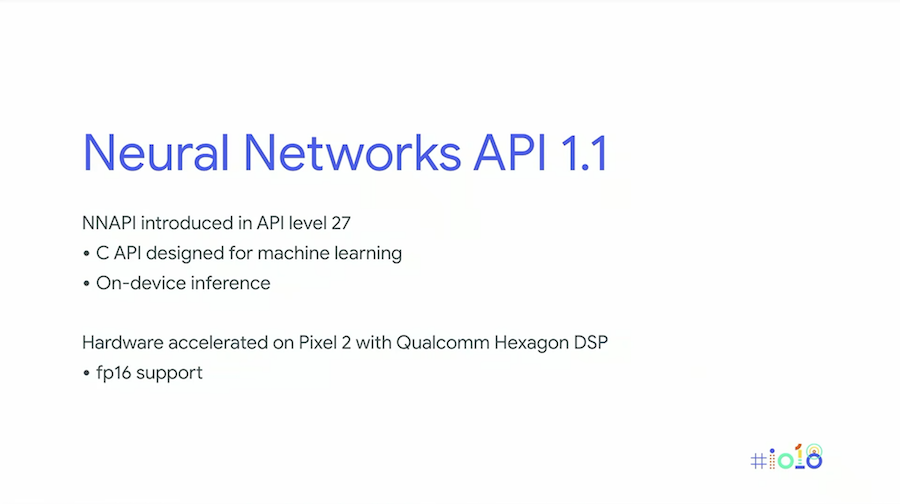 Neural Networks API 1.1
NNAPI introduced in API level 27
• C API designed for machine learning
• On-device inference
Hardware accelerated on Pixel 2 with Qualcomm Hexagon DSP
• fp16 support
#io18